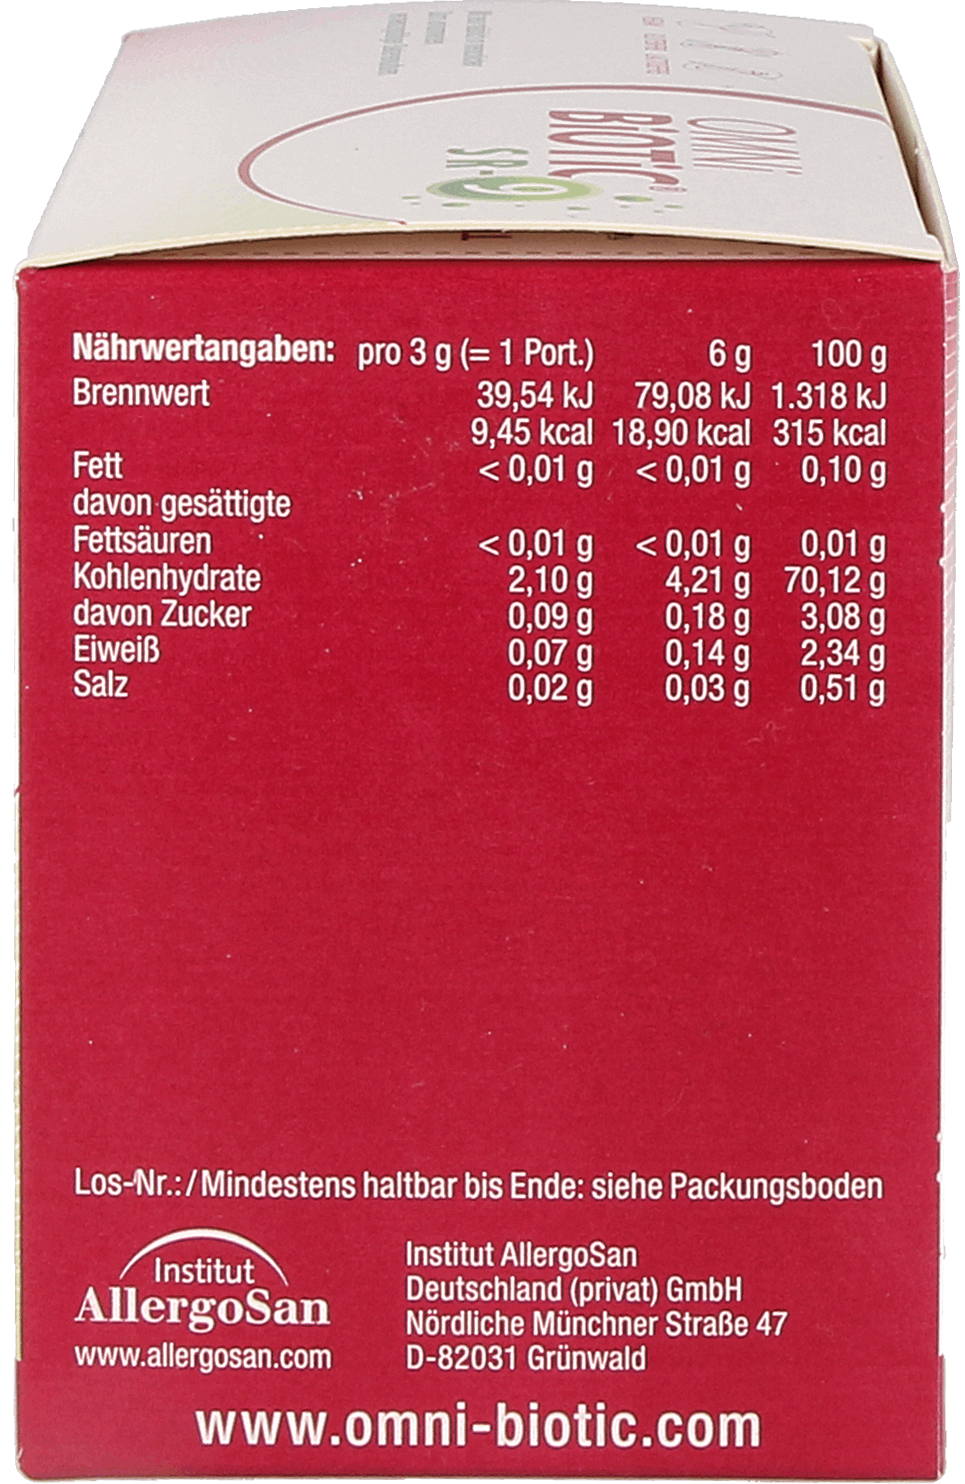 OMNi
BiOTiC®
SR-9
Nährwertangaben: pro 3 g (= 1 Port.) 6 g 100 g
Brennwert 39,54 kJ 79,08 kJ 1.318 kJ
9,45 kcal 18,90 kcal 315 kcal
Fett < 0,01 g < 0,01 g 0,10 g
davon gesättigte
Fettsäuren < 0,01 g < 0,01 g 0,01 g
Kohlenhydrate 2,10 g 4,21 g 70,12 g
davon Zucker 0,09 g 0,18 g 3,08 g
Eiweiß 0,07 g 0,14 g 2,34 g
Salz 0,02 g 0,03 g 0,51 g
Los-Nr.:/Mindestens haltbar bis Ende: siehe Packungsboden
Institut
AllergoSan
www.allergosan.com
Institut AllergoSan
Deutschland (privat) GmbH
Nördliche Münchner Straße 47
D-82031 Grünwald
www.omni-biotic.com